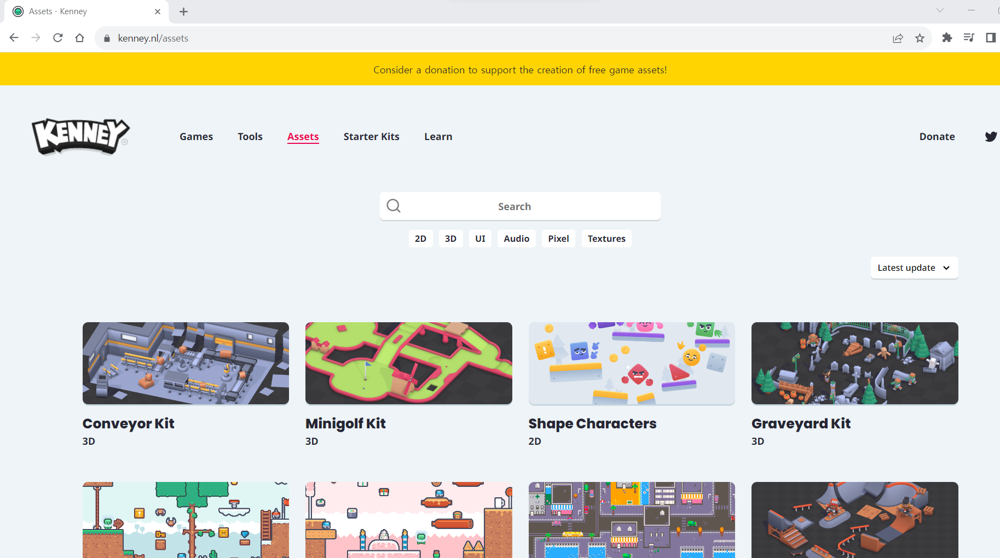 Assets · Kenney
kenney.nl/assets
Consider a donation to support the creation of free game assets!
KENNEY
Games Tools Assets Starter Kits Learn Donate
Search
2D 3D UI Audio Pixel Textures
Latest update
Conveyor Kit Minigolf Kit Shape Characters Graveyard Kit
3D 3D 2D 3D